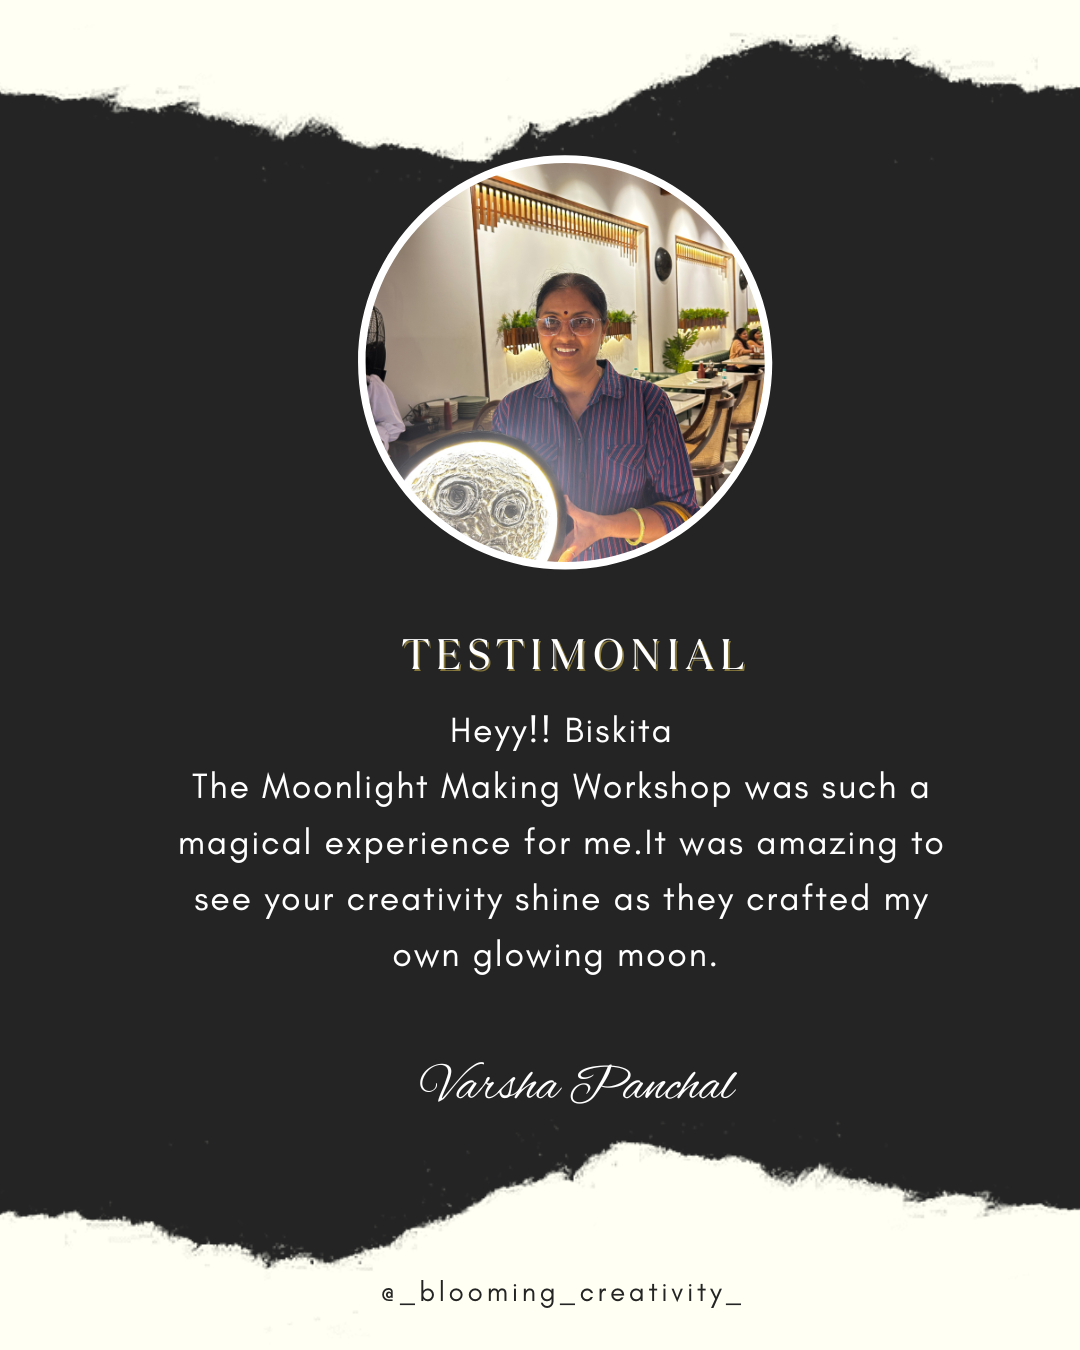 TESTIMONIAL
Heyy!! Biskita
The Moonlight Making Workshop was such a
magical experience for me.It was amazing to
see your creativity shine as they crafted my
own glowing moon.
Varsha Panchal
@_blooming_creativity_